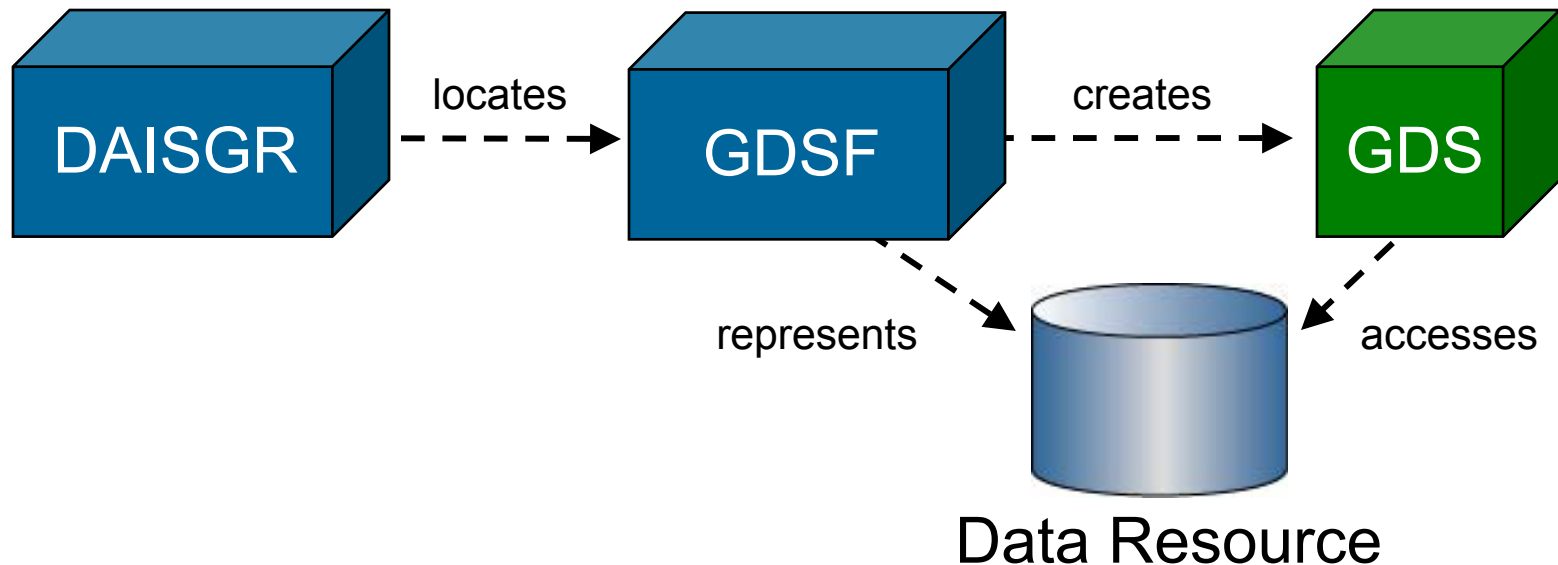 locates
creates
DAISGR
GDSF
GDS
represents
accesses
Data Resource